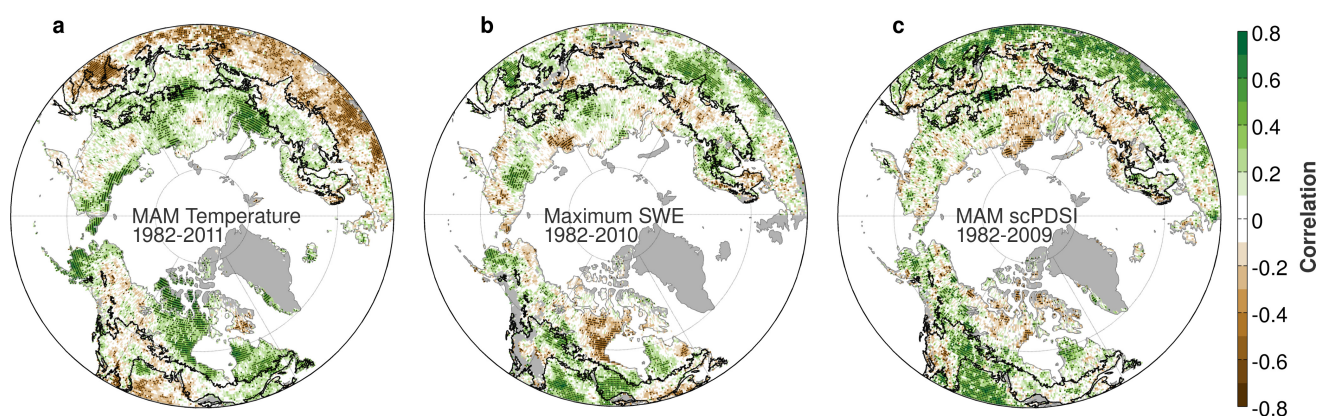 a
b
c
MAM Temperature
1982-2011
Maximum SWE
1982-2010
MAM scPDSI
1982-2009
0.8
0.6
0.4
0.2
0
-0.2
-0.4
-0.6
-0.8
Correlation